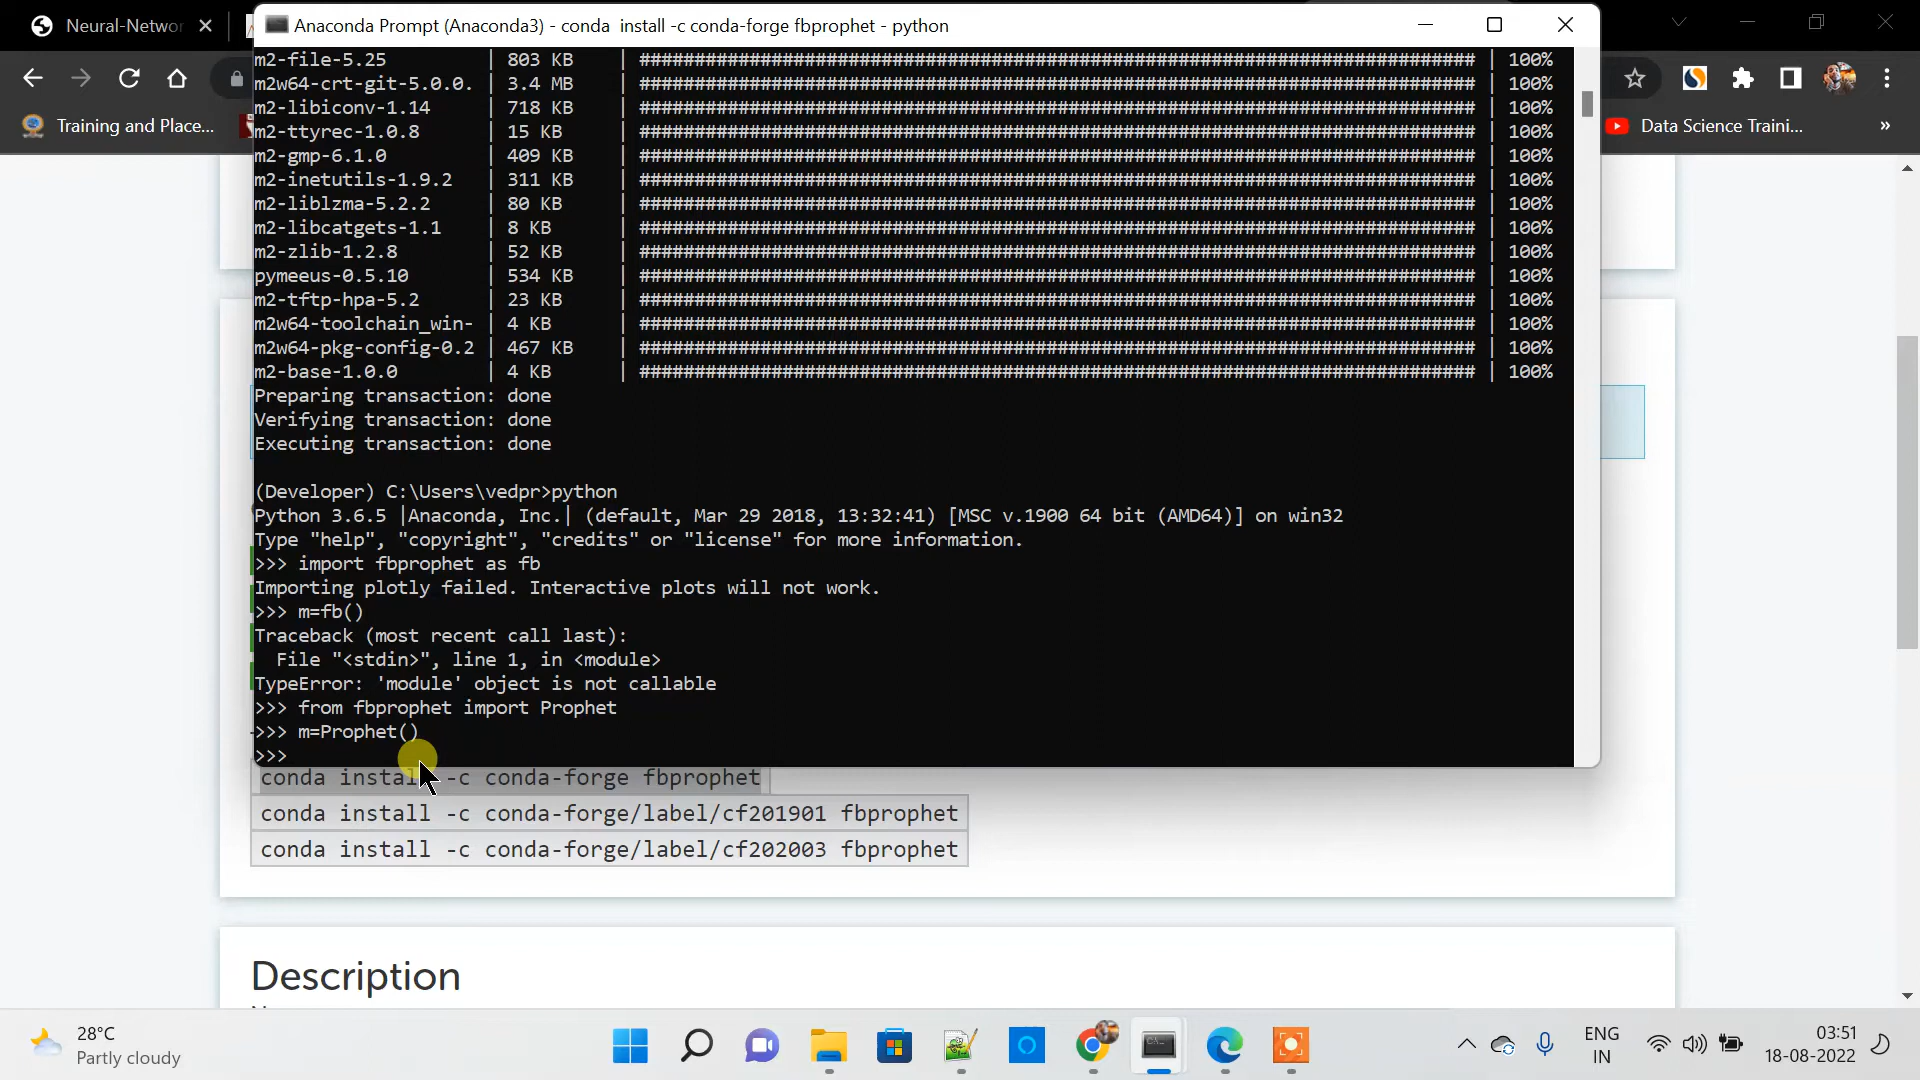 Neural-Networ
Anaconda Prompt (Anaconda3) - conda install -c conda-forge fbprophet - python
Training and Place...
Data Science Traini...
»
m2-file-5.25 | 803 KB | ############################################################################ | 100%
m2w64-crt-git-5.0.0. | 3.4 MB | ############################################################################ | 100%
m2-libiconv-1.14 | 718 KB | ############################################################################ | 100%
m2-ttyrec-1.0.8 | 15 KB | ############################################################################ | 100%
m2-gmp-6.1.0 | 409 KB | ############################################################################ | 100%
m2-inetutils-1.9.2 | 311 KB | ############################################################################ | 100%
m2-liblzma-5.2.2 | 80 KB | ############################################################################ | 100%
m2-libcatgets-1.1 | 8 KB | ############################################################################ | 100%
m2-zlib-1.2.8 | 52 KB | ############################################################################ | 100%
pymeeus-0.5.10 | 534 KB | ############################################################################ | 100%
m2-tftp-hpa-5.2 | 23 KB | ############################################################################ | 100%
m2w64-toolchain_win- | 4 KB | ############################################################################ | 100%
m2w64-pkg-config-0.2 | 467 KB | ############################################################################ | 100%
m2-base-1.0.0 | 4 KB | ############################################################################ | 100%
Preparing transaction: done
Verifying transaction: done
Executing transaction: done
(Developer) C:\Users\vedpr>python
Python 3.6.5 |Anaconda, Inc.| (default, Mar 29 2018, 13:32:41) [MSC v.1900 64 bit (AMD64)] on win32
Type "help", "copyright", "credits" or "license" for more information.
>>> import fbprophet as fb
Importing plotly failed. Interactive plots will not work.
>>> m=fb()
Traceback (most recent call last):
File "<stdin>", line 1, in <module>
TypeError: 'module' object is not callable
>>> from fbprophet import Prophet
>>> m=Prophet()
>>>
conda install -c conda-forge fbprophet
conda install -c conda-forge/label/cf201901 fbprophet
conda install -c conda-forge/label/cf202003 fbprophet
Description
28°C
Partly cloudy
ENG
IN
03:51
18-08-2022